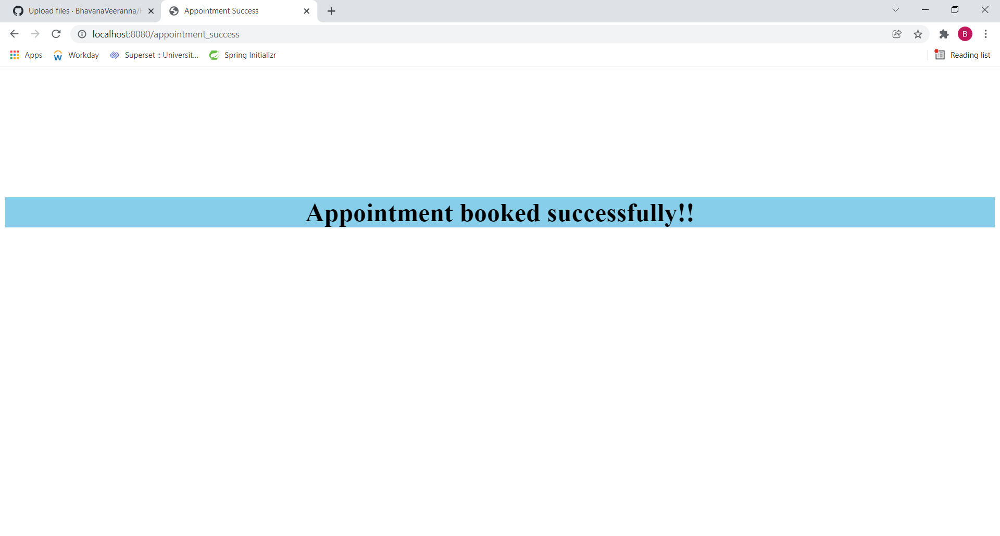 Upload files · BhavanaVeeranna/
Appointment Success
localhost:8080/appointment_success
B
Apps
Workday
Superset :: Universit...
Spring Initializr
Reading list
Appointment booked successfully!!